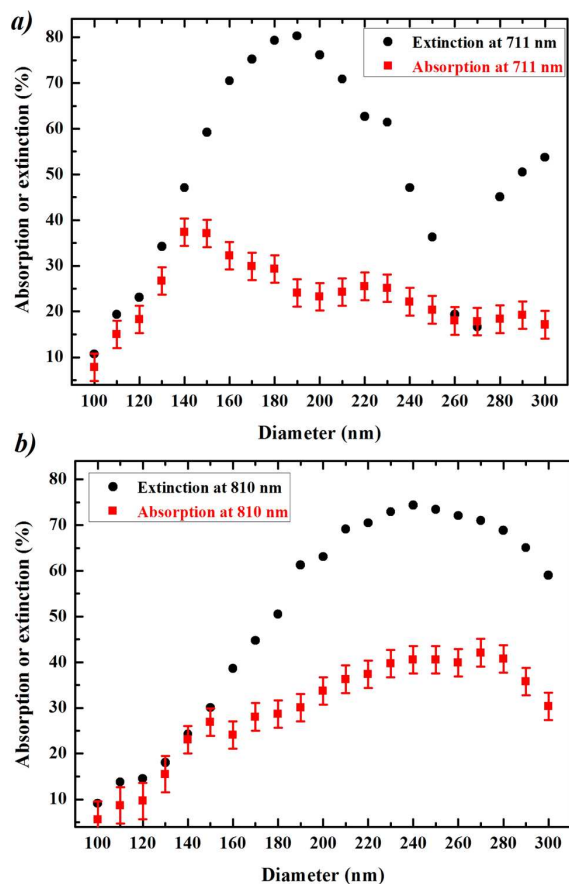 a)
80
70
60
50
40
30
20
10
Absorption or extinction (%)
Extinction at 711 nm
Absorption at 711 nm
100 120 140 160 180 200 220 240 260 280 300
Diameter (nm)
b)
80
70
60
50
40
30
20
10
Absorption or extinction (%)
Extinction at 810 nm
Absorption at 810 nm
100 120 140 160 180 200 220 240 260 280 300
Diameter (nm)